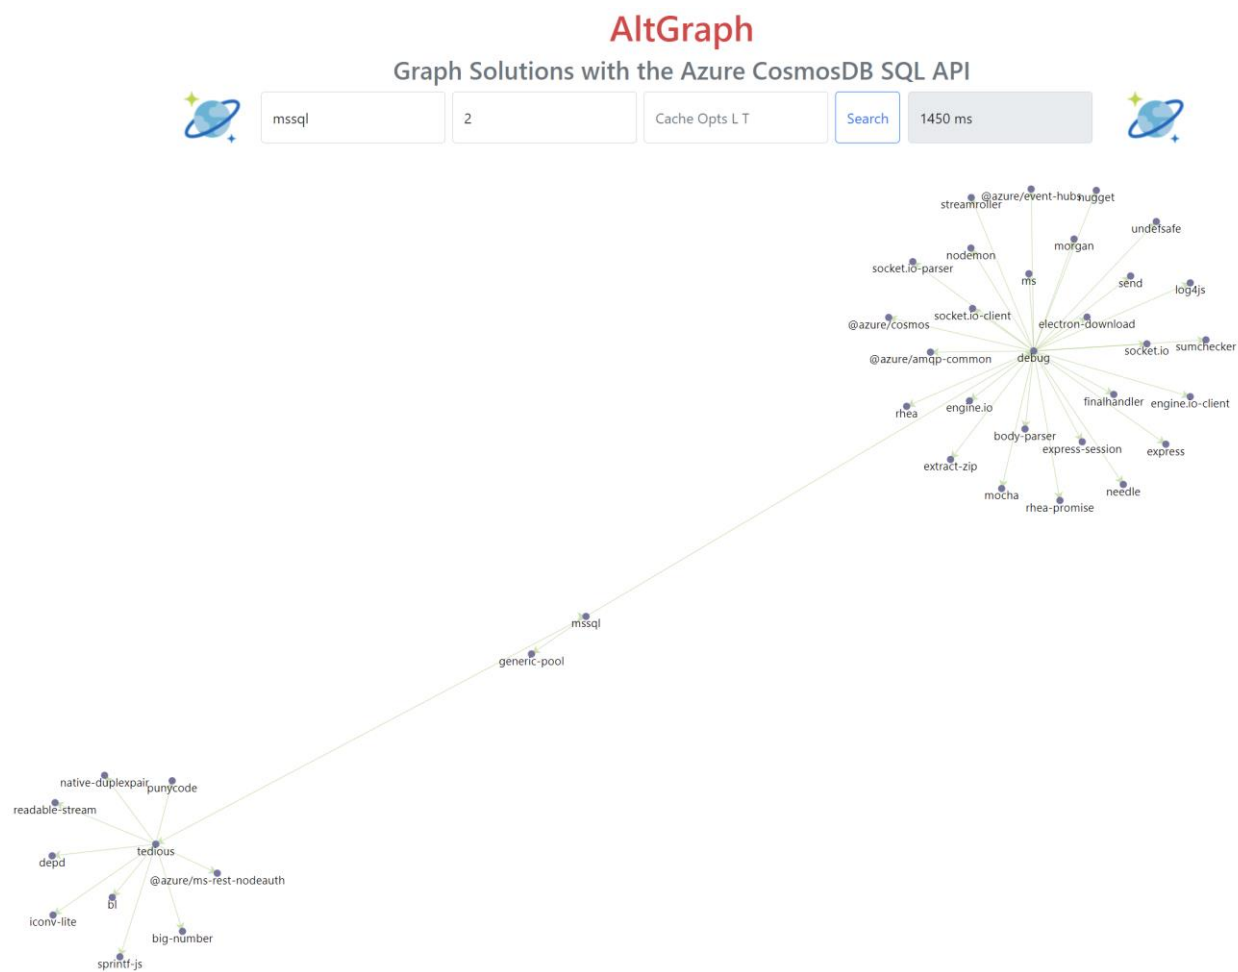 AltGraph
Graph Solutions with the Azure CosmosDB SQL API
mssql
2
Cache Opts L T
Search
1450 ms
@azure/event-hubs
nugget
streamroller
undefsafe
morgan
nodemon
socket.io-parser
ms
send
log4js
socket.io-client
@azure/cosmos
electron-download
sumchecker
socket.io
@azure/amqp-common
debug
finalhandler
engine.io-client
engine.io
rhea
body-parser
express-session
express
extract-zip
needle
mocha
rhea-promise
mssql
generic-pool
native-duplexpair
punycode
readable-stream
tedious
depd
@azure/ms-rest-nodeauth
bl
iconv-lite
big-number
sprintf-js